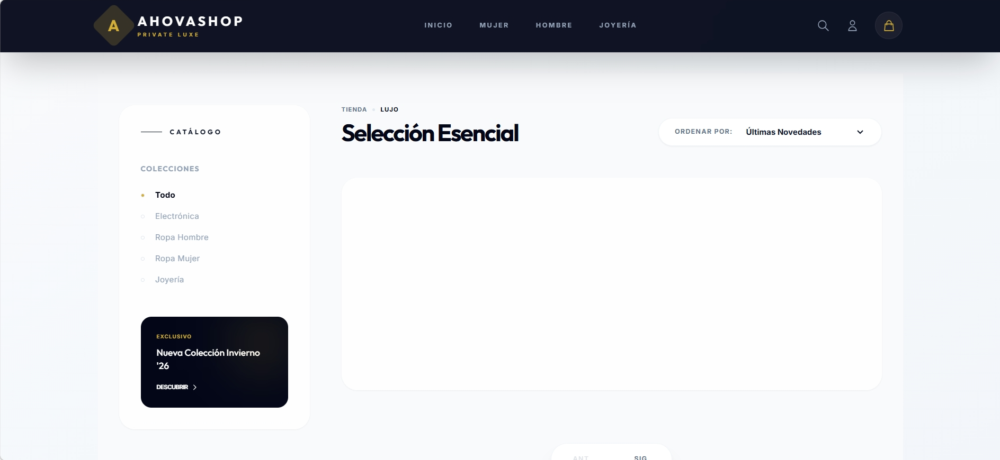 A
AHOVASHOP
PRIVATE LUXE
INICIO
MUJER
HOMBRE
JOYERÍA
CATÁLOGO
COLECCIONES
Todo
Electrónica
Ropa Hombre
Ropa Mujer
Joyería
EXCLUSIVO
Nueva Colección Invierno
'26
DESCUBRIR
TIENDA
LUJO
Selección Esencial
ORDENAR POR:
Últimas Novedades
ANT
SIG